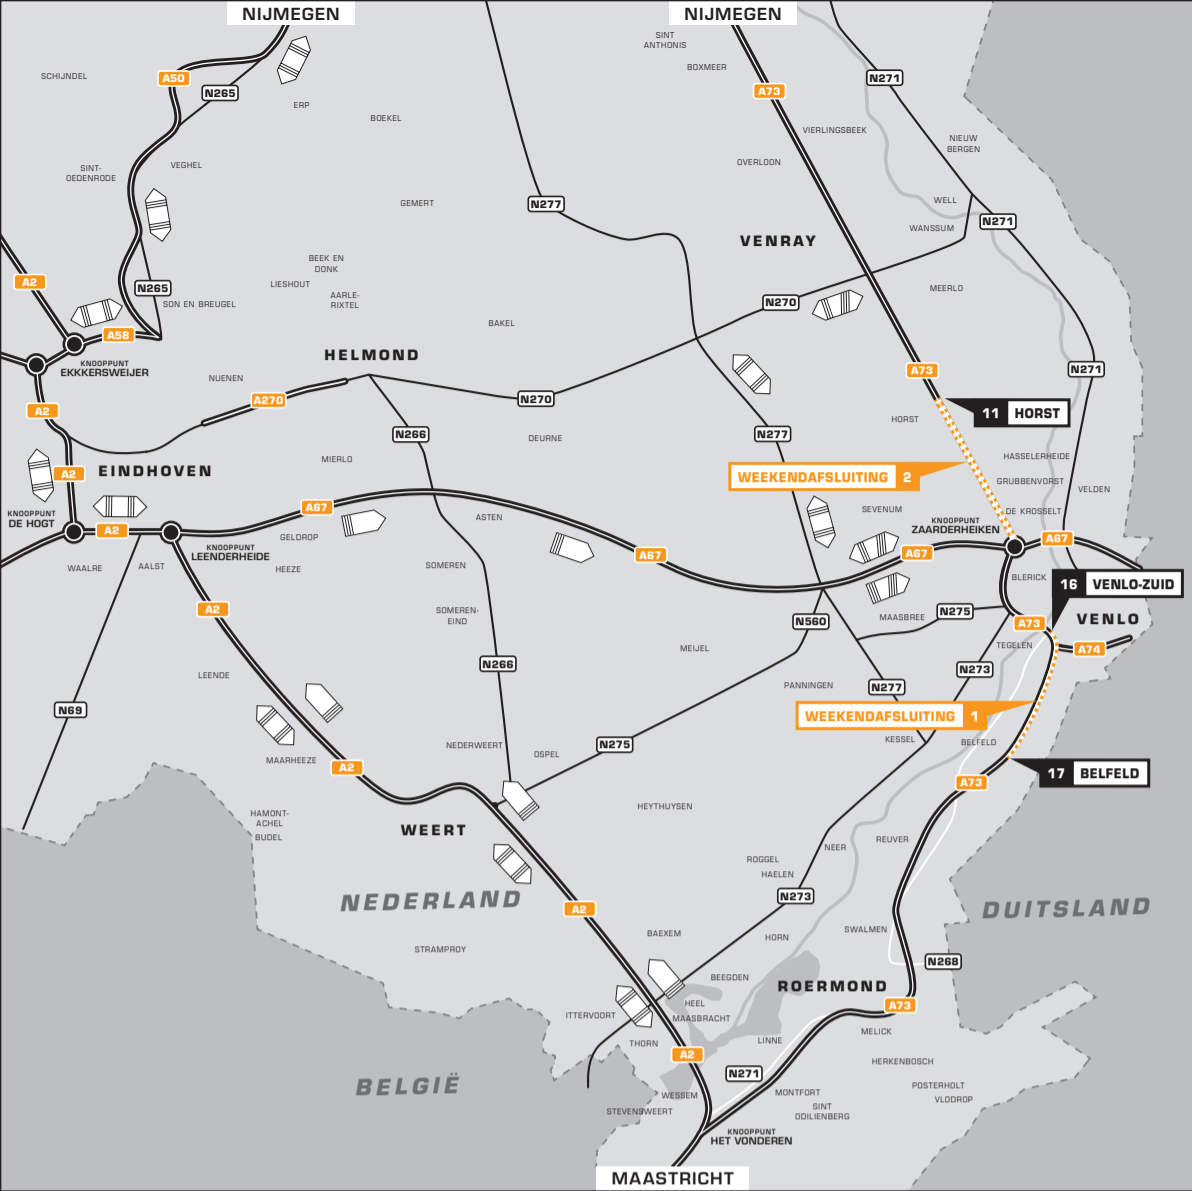 NIJMEGEN
NIJMEGEN
SINT
ANTHONIS
BOXMEER
SCHIJNDEL
A50
N265
ERP
BOEKEL
A73
N271
VIERLINGSBEEK
NIEUW
BERGEN
OVERLOON
SINT-
OEDENRODE
VEGHEL
GEMERT
N277
WELL
N271
WANSSUM
VENRAY
BEEK EN
DONK
LIESHOUT
AARLE-
RIXTEL
A2
N265
SON EN BREUGEL
MEERLO
N270
A58
BAKEL
KNOOPPUNT
EKKKERSWEIJER
HELMOND
NUENEN
A73
N271
A270
N270
A2
11 HORST
HORST
N266
DEURNE
N277
MIERLO
HASSELERHEIDE
EINDHOVEN
A2
WEEKENDAFSLUITING 2
GRUBBENVORST
VELDEN
KNOOPPUNT
DE HOGT
A67
ASTEN
SEVENUM
DE KROSSELT
KNOOPPUNT
ZAARDERHEIKEN
A2
GELDROP
A67
A67
A67
KNOOPPUNT
LEENDERHEIDE
WAALRE
AALST
HEEZE
SOMEREN
BLERICK
16 VENLO-ZUID
A2
SOMEREN-
EIND
N560
MAASBREE
N275
A73
VENLO
MEIJEL
TEGELEN
A74
LEENDE
N266
N273
PANNINGEN
N277
N69
WEEKENDAFSLUITING 1
NEDERWEERT
OSPEL
N275
KESSEL
BELFELD
MAARHEEZE
A2
17 BELFELD
A73
HAMONT-
ACHEL
BUDEL
WEERT
HEYTHUYSEN
REUVER
NEER
ROGGEL
HAELEN
NEDERLAND
A2
N273
DUITSLAND
STRAMPROY
BAEXEM
HORN
SWALMEN
N268
BEEGDEN
ROERMOND
HEEL
A73
ITTERVOORT
MAASBRACHT
THORN
LINNE
MELICK
A2
HERKENBOSCH
BELGIË
N271
POSTERHOLT
VLODROP
WESSEM
MONTFORT
STEVENSWEERT
SINT
ODILIENBERG
KNOOPPUNT
HET VONDEREN
MAASTRICHT